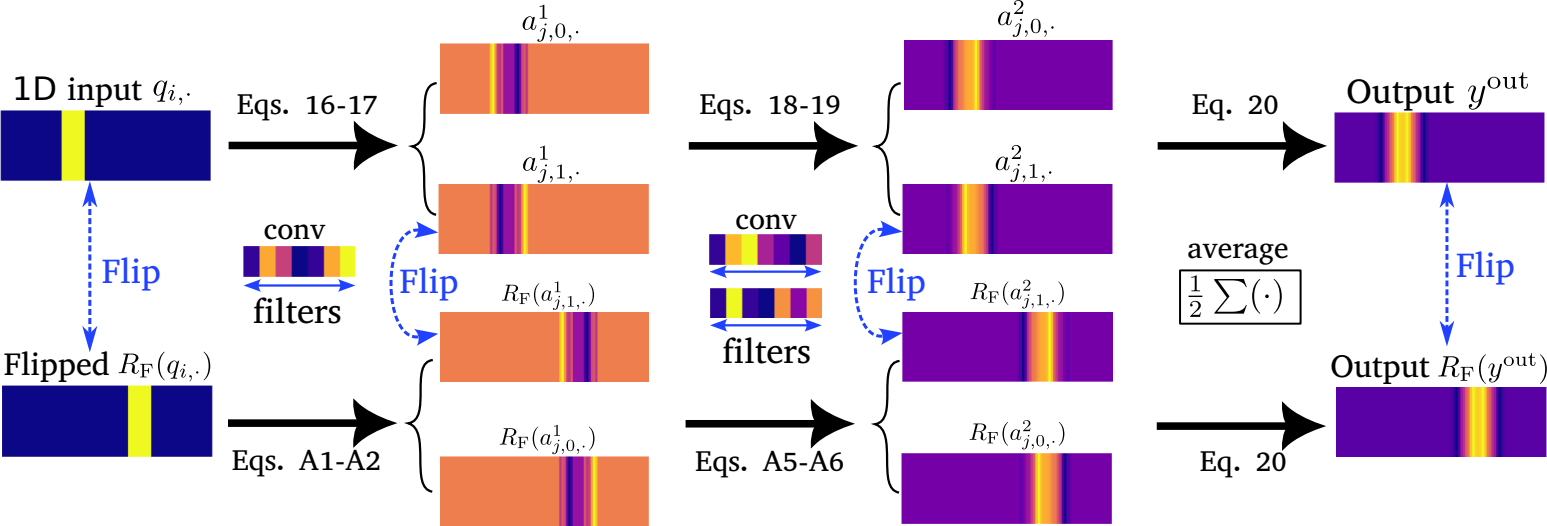 1D input $q_{i,\cdot}$
Eqs. 16-17
$a^1_{j,0,\cdot}$
$a^1_{j,1,\cdot}$
Eqs. 18-19
$a^2_{j,0,\cdot}$
$a^2_{j,1,\cdot}$
Eq. 20
Output $y^{\text{out}}$
Flip
conv
filters
Flip
conv
filters
Flip
average
$\frac{1}{2} \sum(\cdot)$
Flip
Flipped $R_{\text{F}}(q_{i,\cdot})$
Eqs. A1-A2
$R_{\text{F}}(a^1_{j,1,\cdot})$
$R_{\text{F}}(a^1_{j,0,\cdot})$
Eqs. A5-A6
$R_{\text{F}}(a^2_{j,1,\cdot})$
$R_{\text{F}}(a^2_{j,0,\cdot})$
Eq. 20
Output $R_{\text{F}}(y^{\text{out}})$